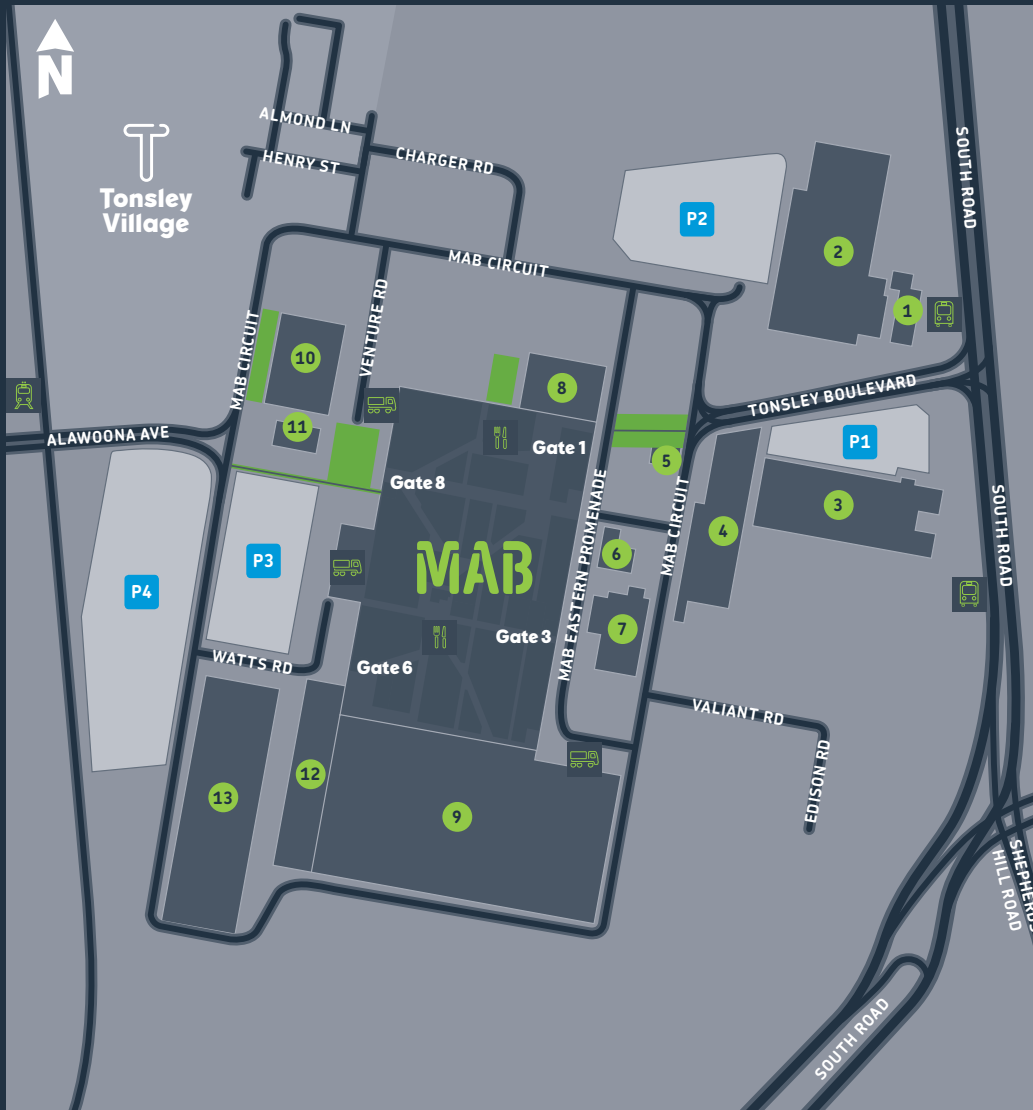 N
Tonsley
Village
ALMOND LN
HENRY ST
CHARGER RD
SOUTH ROAD
P2
2
MAB CIRCUIT
1
VENTURE RD
MAB CIRCUIT
10
8
TONSLEY BOULEVARD
11
ALAWOONA AVE
Gate 1
P1
5
Gate 8
3
SOUTH ROAD
MAB EASTERN PROMENADE
MAB CIRCUIT
4
6
P3
MAB
P4
7
Gate 3
WATTS RD
Gate 6
VALIANT RD
12
EDISON RD
13
9
SHEPHERDS
HILL ROAD
SOUTH ROAD